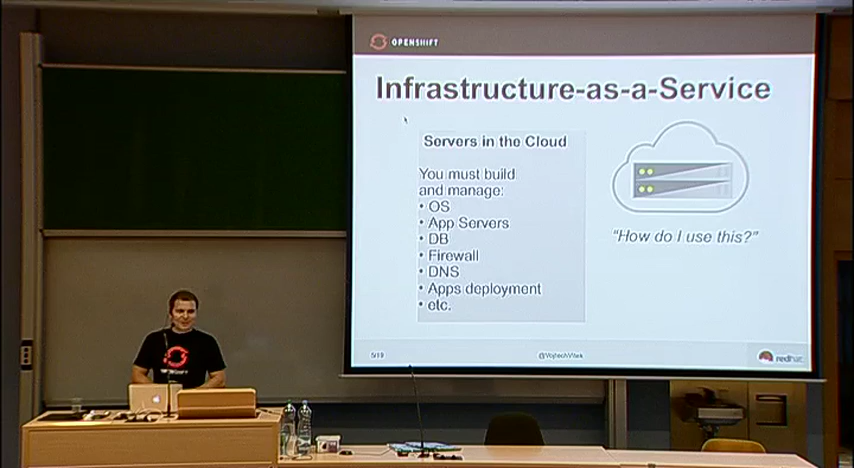 OPENSHIFT
Infrastructure-as-a-Service
Servers in the Cloud
You must build
and manage:
• OS
• App Servers
• DB
• Firewall
• DNS
• Apps deployment
• etc.
“How do I use this?”
5/19
@VojtechVitek
redhat